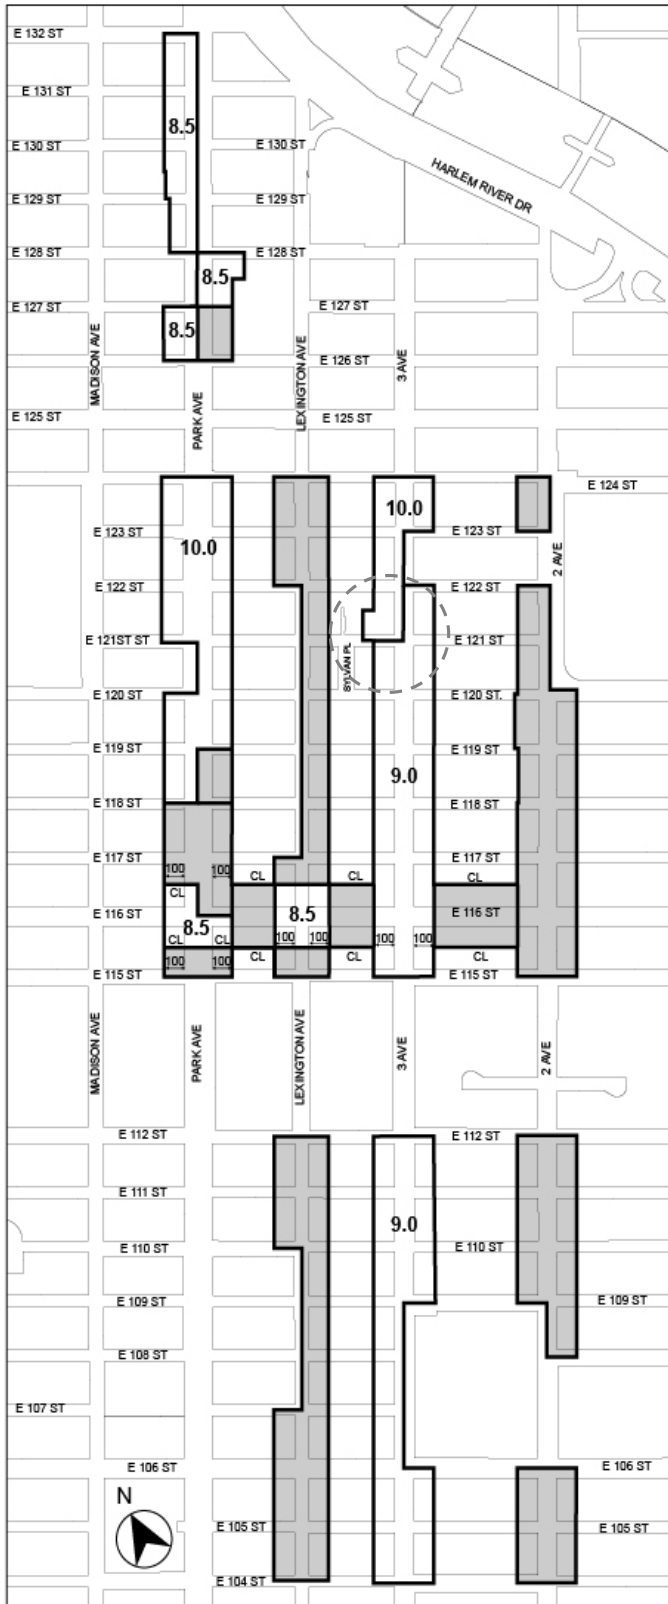 E 132 ST
E 131 ST
8.5
E 130 ST
E 130 ST
HARLEM RIVER DR
E 129 ST
E 129 ST
E 128 ST
E 128 ST
8.5
E 127 ST
E 127 ST
8.5
MADISON AVE
LEXINGTON AVE
3 AVE
E 126 ST
PARK AVE
E 125 ST
E 125 ST
E 124 ST
10.0
E 123 ST
E 123 ST
10.0
2 AVE
E 122 ST
E 122 ST
E 121ST ST
E 121 ST
SYLVAN PL
E 120 ST
E 120 ST.
E 119 ST
E 119 ST
9.0
E 118 ST
E 118 ST
E 117 ST
E 117 ST
100 100
CL CL CL
CL
E 116 ST
8.5
8.5
E 116 ST
CL CL
100 100
100 100
CL CL CL
100 100
E 115 ST
E 115 ST
MADISON AVE
PARK AVE
LEXINGTON AVE
3 AVE
2 AVE
E 112 ST
E 112 ST
E 111 ST
9.0
E 110 ST
E 110 ST
E 109 ST
E 109 ST
E 108 ST
E 107 ST
E 106 ST
E 106 ST
N
E 105 ST
E 105 ST
E 104 ST